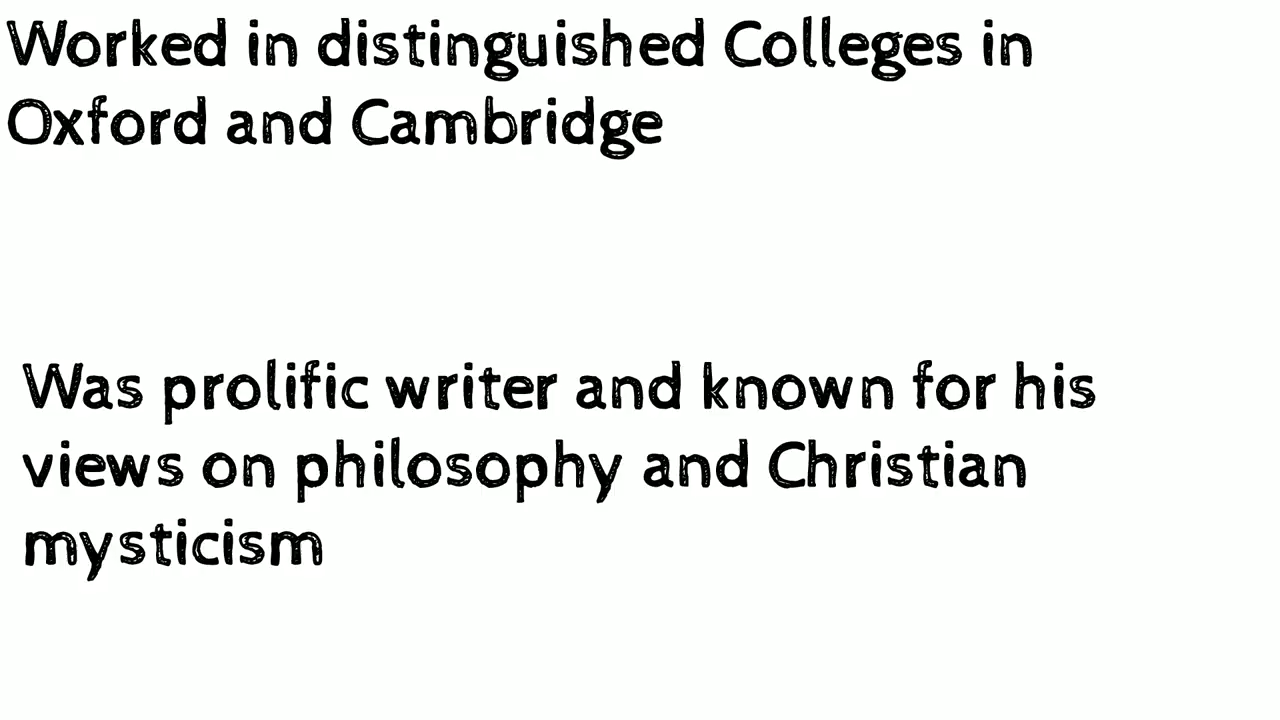 Worked in distinguished Colleges in
Oxford and Cambridge
Was prolific writer and known for his
views on philosophy and Christian
mysticism